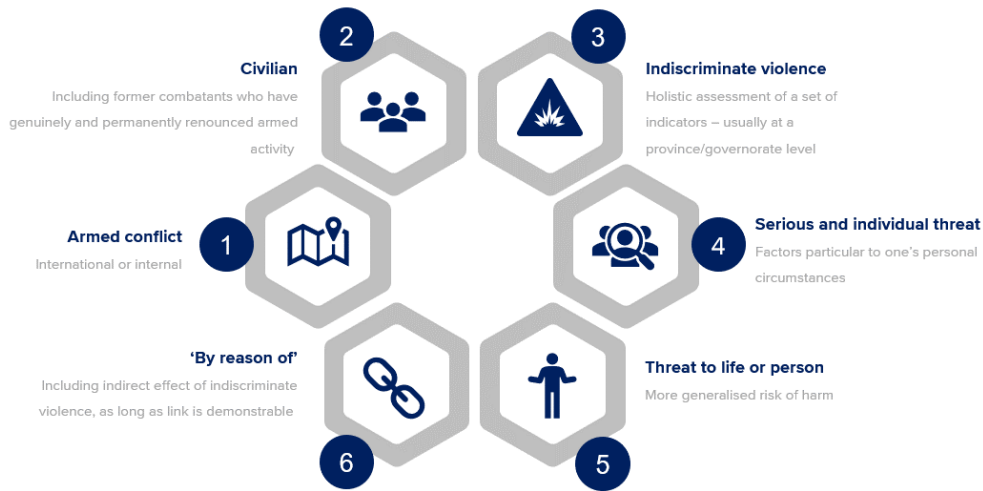 1
Armed conflict
International or internal
2
Civilian
Including former combatants who have
genuinely and permanently renounced armed
activity
3
Indiscriminate violence
Holistic assessment of a set of
indicators – usually at a
province/governorate level
4
Serious and individual threat
Factors particular to one’s personal
circumstances
5
Threat to life or person
More generalised risk of harm
6
‘By reason of’
Including indirect effect of indiscriminate
violence, as long as link is demonstrable